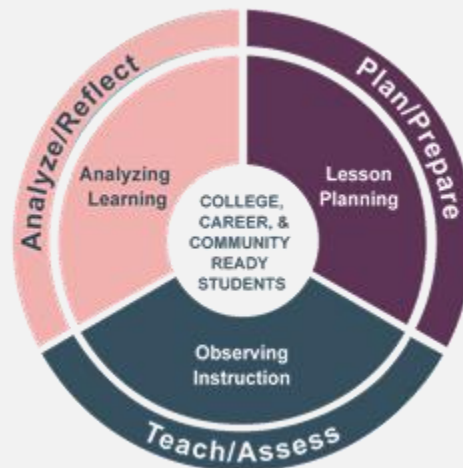 Analyze/Reflect
Plan/Prepare
Analyzing
Learning
Lesson
Planning
COLLEGE,
CAREER, &
COMMUNITY
READY
STUDENTS
Observing
Instruction
Teach/Assess